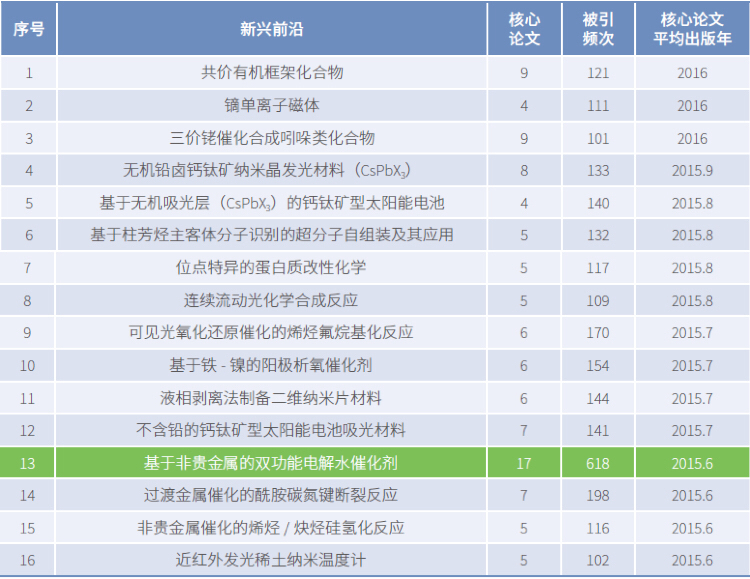 序号 新兴前沿 核心论文 被引频次 核心论文平均出版年
1 共价有机框架化合物 9 121 2016
2 镝单离子磁体 4 111 2016
3 三价铑催化合成吲哚类化合物 9 101 2016
4 无机铅卤钙钛矿纳米晶发光材料（CsPbX₃） 8 133 2015.9
5 基于无机吸光层（CsPbX₃）的钙钛矿型太阳能电池 4 140 2015.8
6 基于柱芳烃主客体分子识别的超分子自组装及其应用 5 132 2015.8
7 位点特异的蛋白质改性化学 5 117 2015.8
8 连续流动光化学合成反应 5 109 2015.8
9 可见光氧化还原催化的烯烃氟烷基化反应 6 170 2015.7
10 基于铁 - 镍的阳极析氧催化剂 6 154 2015.7
11 液相剥离法制备二维纳米片材料 6 144 2015.7
12 不含铅的钙钛矿型太阳能电池吸光材料 7 141 2015.7
13 基于非贵金属的双功能电解水催化剂 17 618 2015.6
14 过渡金属催化的酰胺碳氮键断裂反应 7 198 2015.6
15 非贵金属催化的烯烃 / 炔烃硅氢化反应 5 116 2015.6
16 近红外发光稀土纳米温度计 5 102 2015.6